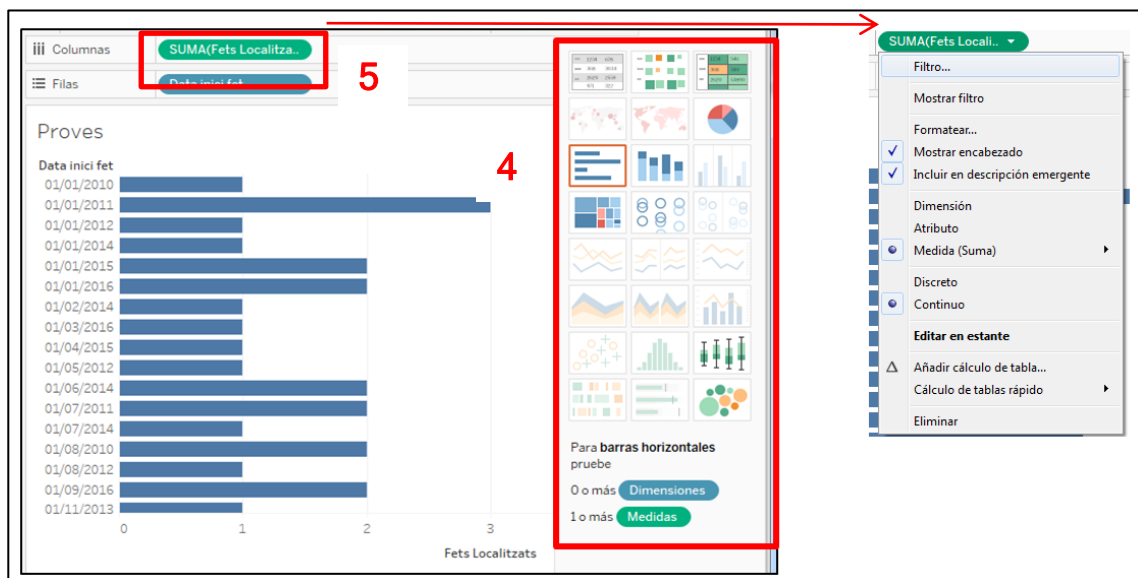 Columnas
SUMA(Fets Localitza..
5
Filas
Data inici fet
Proves
Data inici fet
01/01/2010
01/01/2011
01/01/2012
01/01/2014
01/01/2015
01/01/2016
01/02/2014
01/03/2016
01/04/2015
01/05/2012
01/06/2014
01/07/2011
01/07/2014
01/08/2010
01/08/2012
01/09/2016
01/11/2013
0 1 2 3
Fets Localitzats
4
Para barras horizontales
pruebe
0 o más Dimensiones
1 o más Medidas
SUMA(Fets Locali..
Filtro...
Mostrar filtro
Formatear...
Mostrar encabezado
Incluir en descripción emergente
Dimensión
Atributo
Medida (Suma)
Discreto
Continuo
Editar en estante
Añadir cálculo de tabla...
Cálculo de tablas rápido
Eliminar